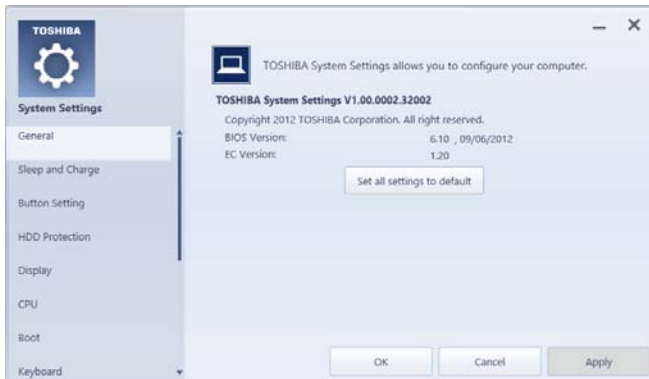 TOSHIBA
System Settings
General
Sleep and Charge
Button Setting
HDD Protection
Display
CPU
Boot
Keyboard
TOSHIBA System Settings allows you to configure your computer.
TOSHIBA System Settings V1.00.0002.32002
Copyright 2012 TOSHIBA Corporation. All right reserved.
BIOS Version: 6.10 , 09/06/2012
EC Version: 1.20
Set all settings to default
OK Cancel Apply